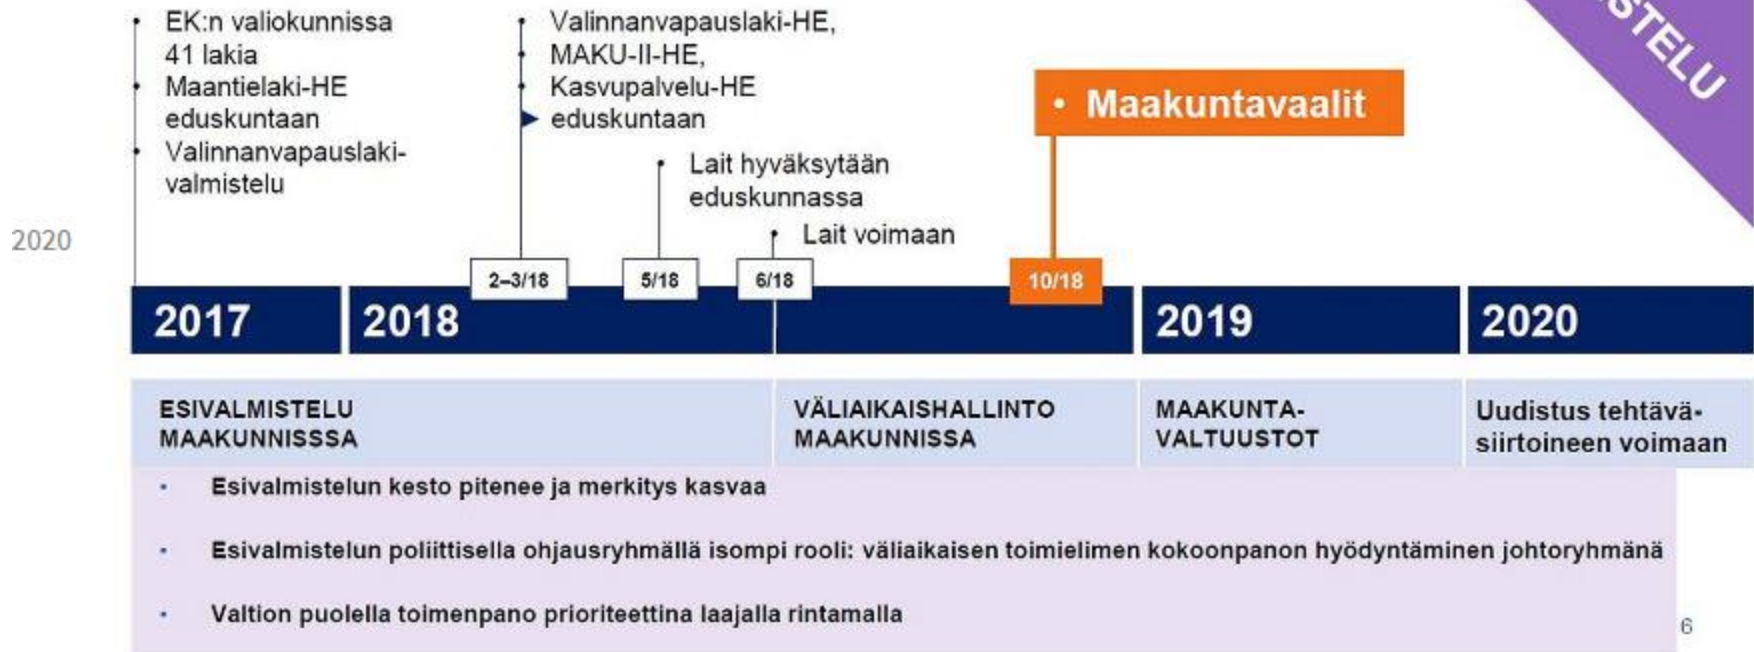 • EK:n valiokunnissa
41 lakia
• Maantielaki-HE
eduskuntaan
• Valinnanvapauslaki-
valmistelu
• Valinnanvapauslaki-HE,
• MAKU-II-HE,
• Kasvupalvelu-HE
eduskuntaan
• Lait hyväksytään
eduskunnassa
• Lait voimaan
• Maakuntavaalit
2020
2–3/18
5/18
6/18
10/18
2017
2018
2019
2020
ESIVALMISTELU
MAAKUNNISSSA
VÄLIAIKAISHALLINTO
MAAKUNNISSA
MAAKUNTA-
VALTUUSTOT
Uudistus tehtävä-
siirtoineen voimaan
• Esivalmistelun kesto pitenee ja merkitys kasvaa
• Esivalmistelun poliittisella ohjausryhmällä isompi rooli: väliaikaisen toimielimen kokoonpanon hyödyntäminen johtoryhmänä
• Valtion puolella toimenpano prioriteettina laajalla rintamalla
6